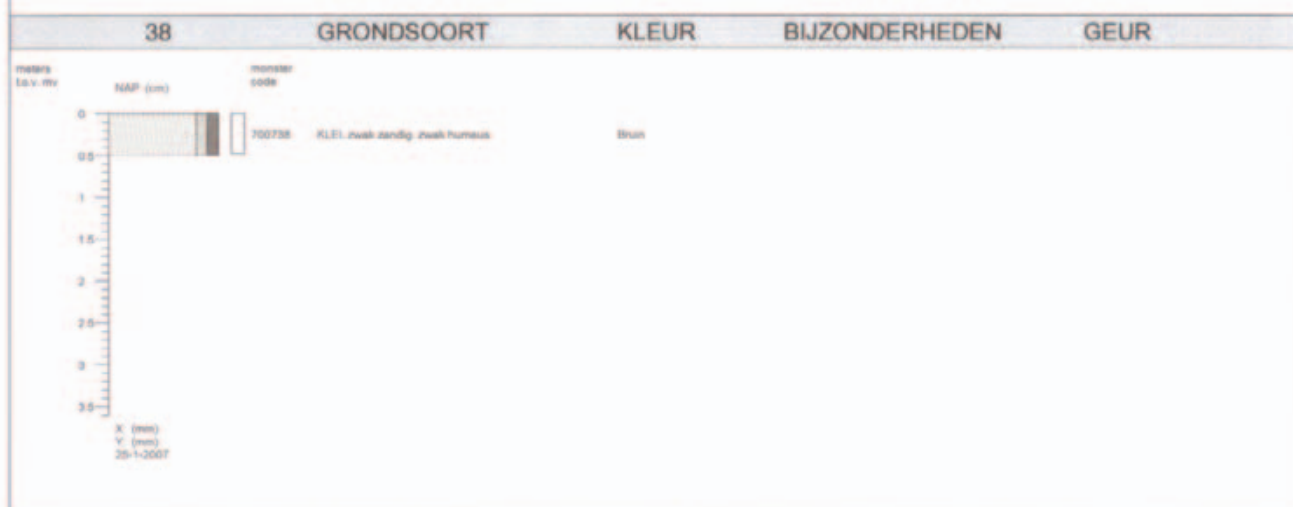 38 GRONDSOORT KLEUR BIJZONDERHEDEN GEUR
meters
t.o.v. mv
NAP (cm)
monster
code
0
700738 KLEI, zwak zandig, zwak humeus Bruin
0.5
1
1.5
2
2.5
3
3.5
X: (mm)
Y: (mm)
25-1-2007